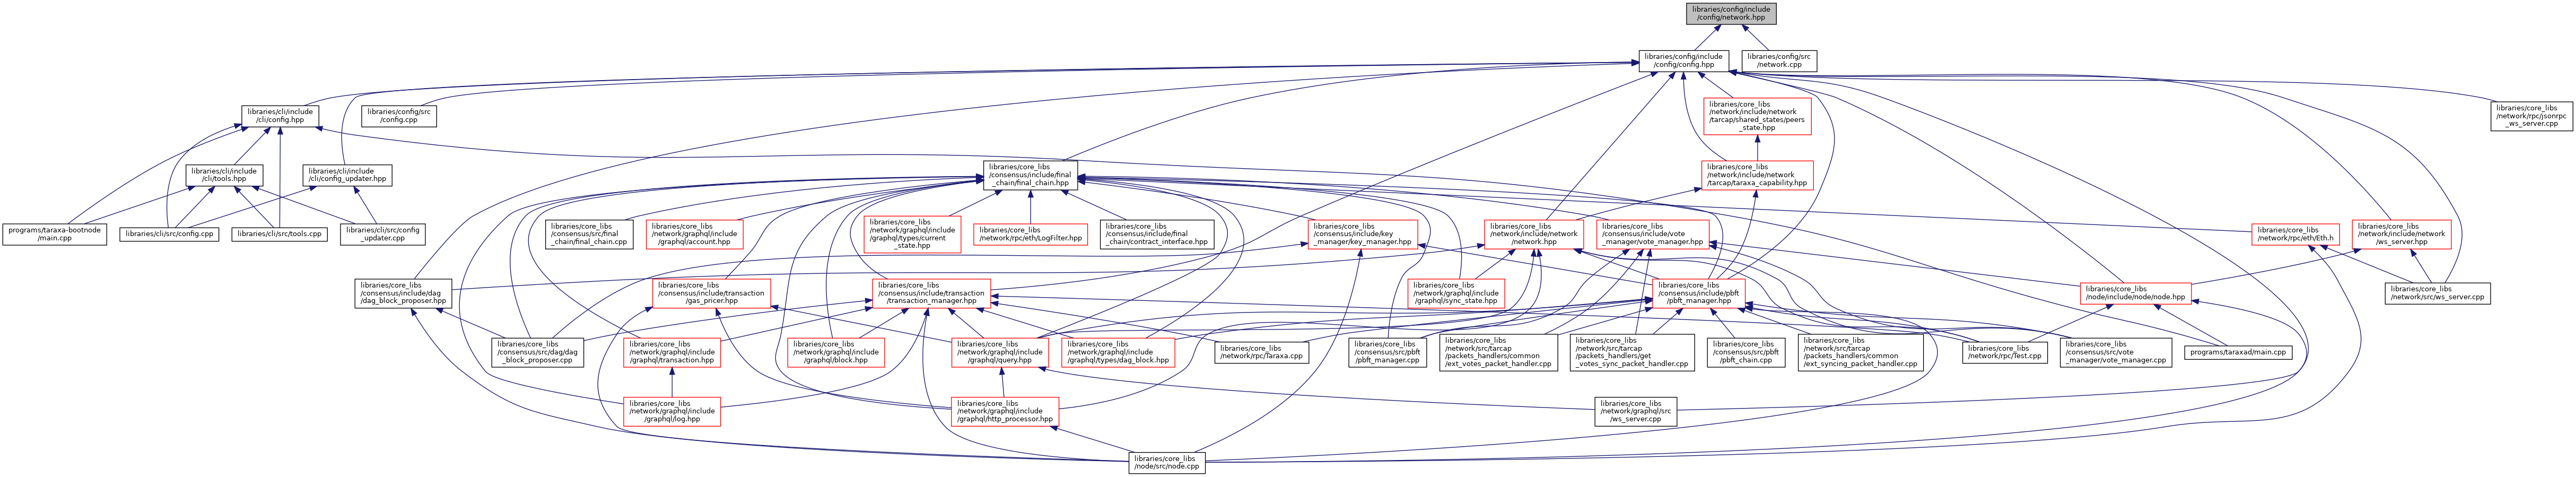 libraries/config/include
/config/network.hpp
libraries/config/include
/config/config.hpp
libraries/config/src
/network.cpp
libraries/cli/include
/cli/config.hpp
libraries/config/src
/config.cpp
libraries/core_libs
/network/include/network
/tarcap/shared_states/peers
_state.hpp
libraries/core_libs
/network/rpc/jsonrpc
_ws_server.cpp
libraries/cli/include
/cli/tools.hpp
libraries/cli/include
/cli/config_updater.hpp
libraries/core_libs
/consensus/include/final
_chain/final_chain.hpp
libraries/core_libs
/network/include/network
/tarcap/taraxa_capability.hpp
programs/taraxa-bootnode
/main.cpp
libraries/cli/src/config.cpp
libraries/cli/src/tools.cpp
libraries/cli/src/config
_updater.cpp
libraries/core_libs
/consensus/src/final
_chain/final_chain.cpp
libraries/core_libs
/network/graphql/include
/graphql/account.hpp
libraries/core_libs
/network/graphql/include
/graphql/types/current
_state.hpp
libraries/core_libs
/network/rpc/eth/LogFilter.hpp
libraries/core_libs
/consensus/include/final
_chain/contract_interface.hpp
libraries/core_libs
/consensus/include/key
_manager/key_manager.hpp
libraries/core_libs
/network/include/network
/network.hpp
libraries/core_libs
/consensus/include/vote
_manager/vote_manager.hpp
libraries/core_libs
/network/rpc/eth/Eth.h
libraries/core_libs
/network/include/network
/ws_server.hpp
libraries/core_libs
/consensus/include/dag
/dag_block_proposer.hpp
libraries/core_libs
/consensus/include/transaction
/gas_pricer.hpp
libraries/core_libs
/consensus/include/transaction
/transaction_manager.hpp
libraries/core_libs
/network/graphql/include
/graphql/sync_state.hpp
libraries/core_libs
/consensus/include/pbft
/pbft_manager.hpp
libraries/core_libs
/node/include/node/node.hpp
libraries/core_libs
/network/src/ws_server.cpp
libraries/core_libs
/consensus/src/dag/dag
_block_proposer.cpp
libraries/core_libs
/network/graphql/include
/graphql/transaction.hpp
libraries/core_libs
/network/graphql/include
/graphql/block.hpp
libraries/core_libs
/network/graphql/include
/graphql/query.hpp
libraries/core_libs
/network/graphql/include
/graphql/types/dag_block.hpp
libraries/core_libs
/network/rpc/Taraxa.cpp
libraries/core_libs
/consensus/src/pbft
/pbft_manager.cpp
libraries/core_libs
/network/src/tarcap
/packets_handlers/common
/ext_votes_packet_handler.cpp
libraries/core_libs
/network/src/tarcap
/packets_handlers/get
_votes_sync_packet_handler.cpp
libraries/core_libs
/consensus/src/pbft
/pbft_chain.cpp
libraries/core_libs
/network/src/tarcap
/packets_handlers/common
/ext_syncing_packet_handler.cpp
libraries/core_libs
/network/rpc/Test.cpp
libraries/core_libs
/consensus/src/vote
_manager/vote_manager.cpp
programs/taraxad/main.cpp
libraries/core_libs
/network/graphql/include
/graphql/log.hpp
libraries/core_libs
/network/graphql/include
/graphql/http_processor.hpp
libraries/core_libs
/network/graphql/src
/ws_server.cpp
libraries/core_libs
/node/src/node.cpp